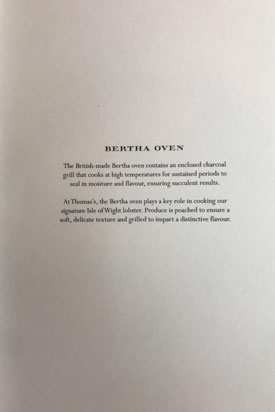 BERTHA OVEN
The British-made Bertha oven contains an enclosed charcoal
grill that cooks at high temperatures for sustained periods to
seal in moisture and flavour, ensuring succulent results.
At Thomas's, the Bertha oven plays a key role in cooking our
signature Isle of Wight lobster. Produce is poached to ensure a
soft, delicate texture and grilled to impart a distinctive flavour.